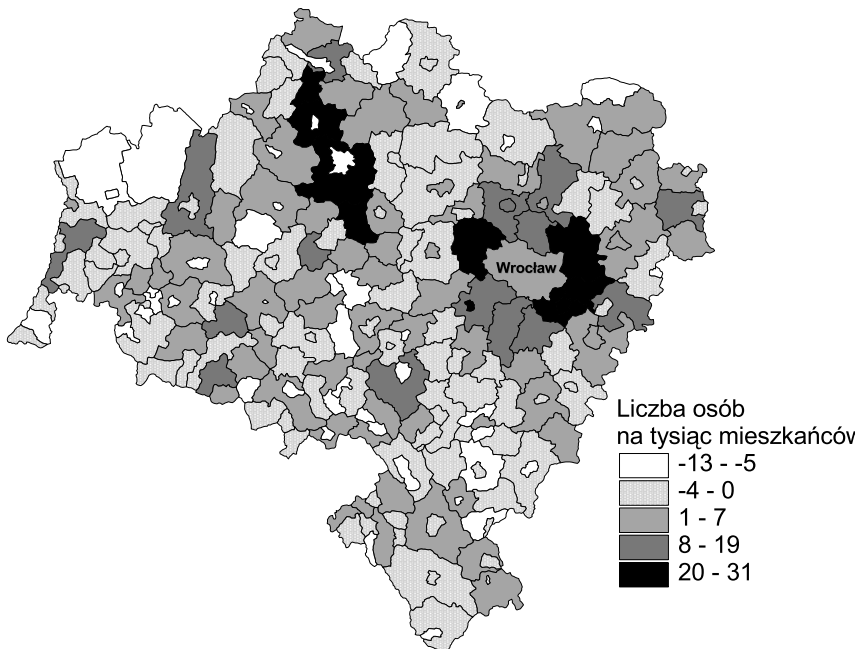 Wrocław
Liczba osób
na tysiąc mieszkańców
-13 - -5
-4 - 0
1 - 7
8 - 19
20 - 31